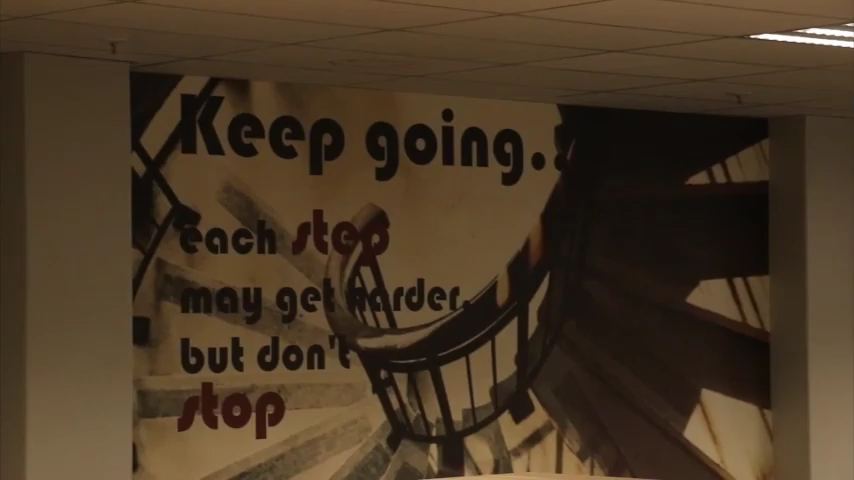 Keep going..
each step
may get harder.
but don't
stop